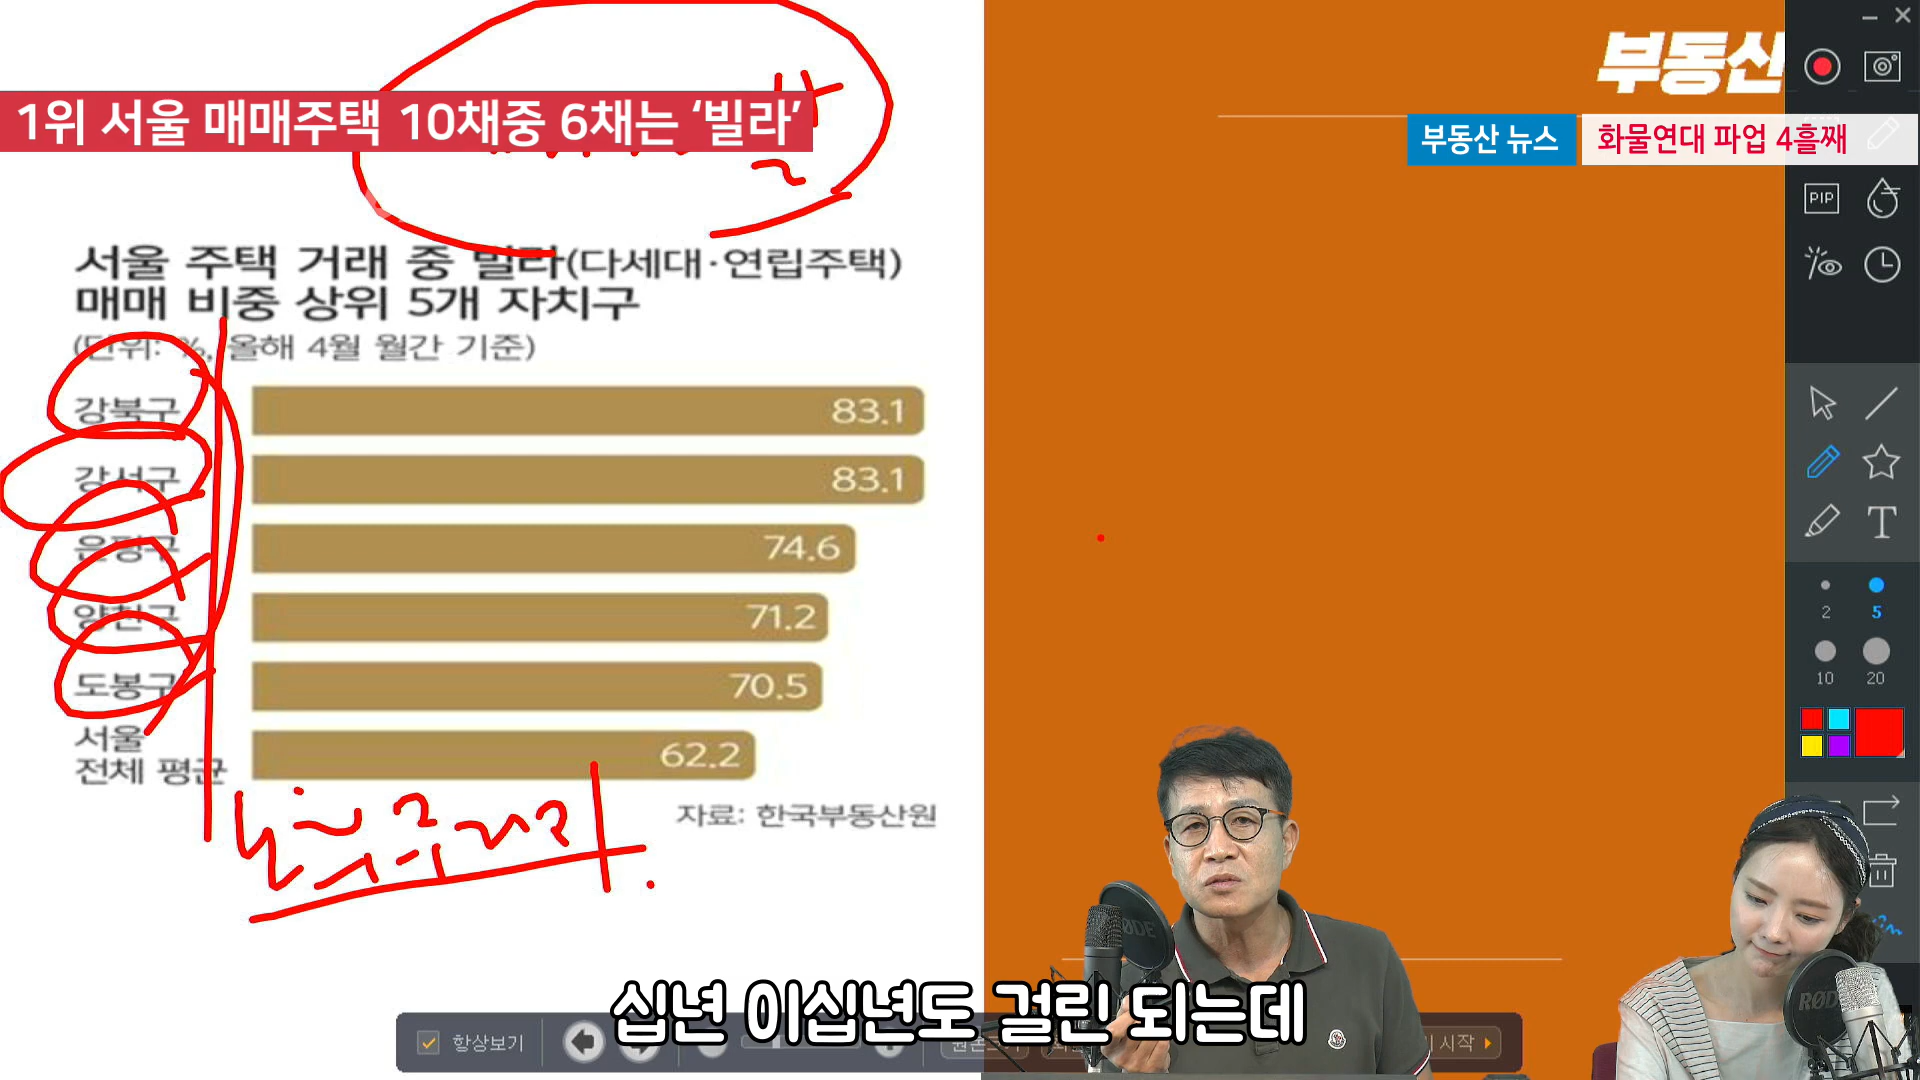 부동산
1위 서울 매매주택 10채중 6채는 ‘빌라’
부동산 뉴스
화물연대 파업 4흘째
PIP
서울 주택 거래 중 빌라(다세대·연립주택)
매매 비중 상위 5개 자치구
(단위: %, 올해 4월 월간 기준)
강북구 83.1
강서구 83.1
은평구 74.6
양천구 71.2
도봉구 70.5
서울
전체 평균 62.2
자료: 한국부동산원
T
2 5
10 20
RØDE
십년 이십년도 걸린 되는데
항상보기
시작